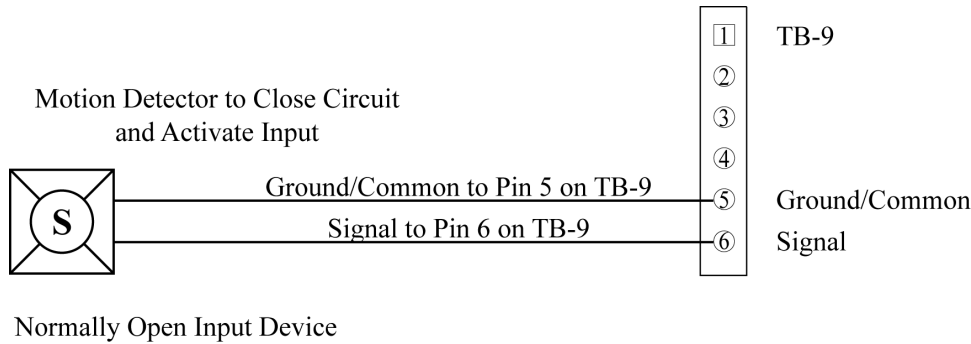 1 TB-9
2
Motion Detector to Close Circuit
and Activate Input
3
4
Ground/Common to Pin 5 on TB-9
5 Ground/Common
S
Signal to Pin 6 on TB-9
6 Signal
Normally Open Input Device